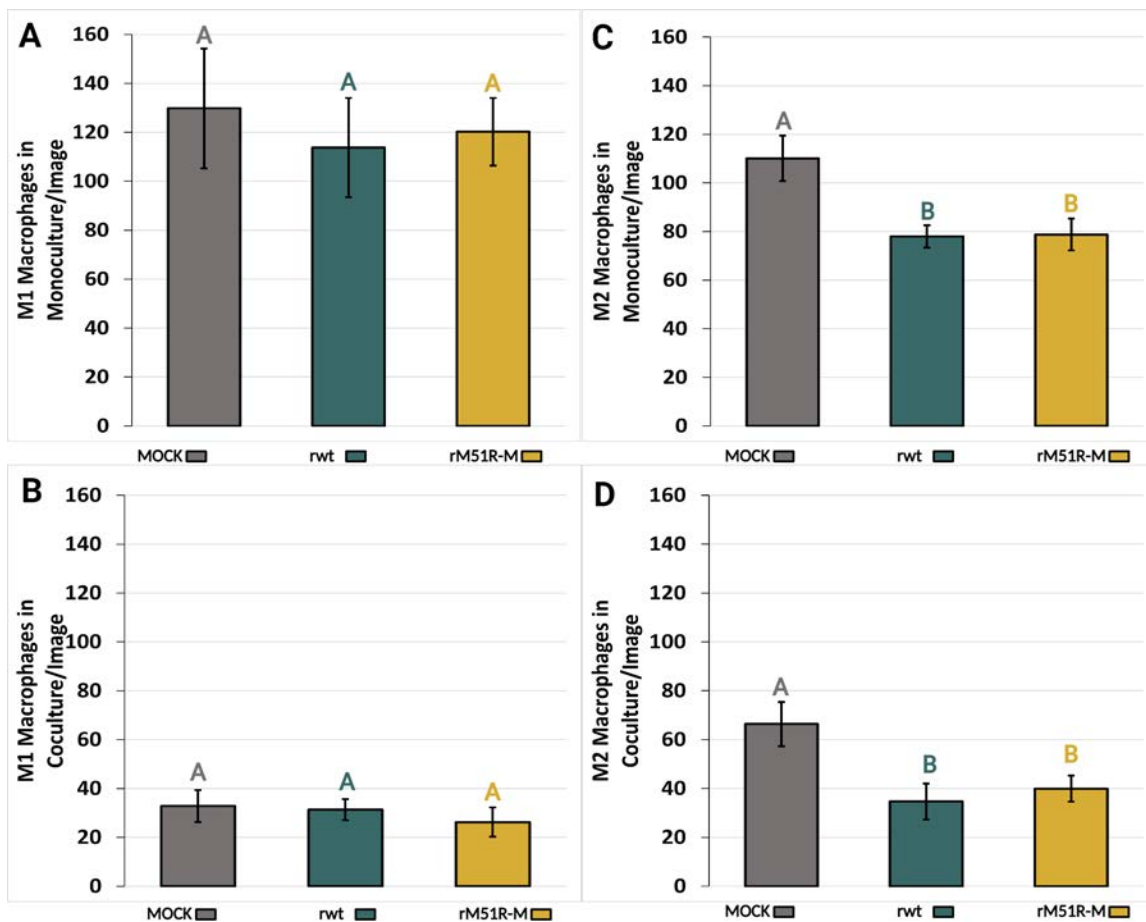 A
M1 Macrophages in
Monoculture/Image
160
140
120
100
80
60
40
20
0
A
A
A
MOCK
rwt
rM51R-M
C
M2 Macrophages in
Monoculture/Image
160
140
120
100
80
60
40
20
0
A
B
B
MOCK
rwt
rM51R-M
B
M1 Macrophages in
Coculture/Image
160
140
120
100
80
60
40
20
0
A
A
A
MOCK
rwt
rM51R-M
D
M2 Macrophages in
Coculture/Image
160
140
120
100
80
60
40
20
0
A
B
B
MOCK
rwt
rM51R-M